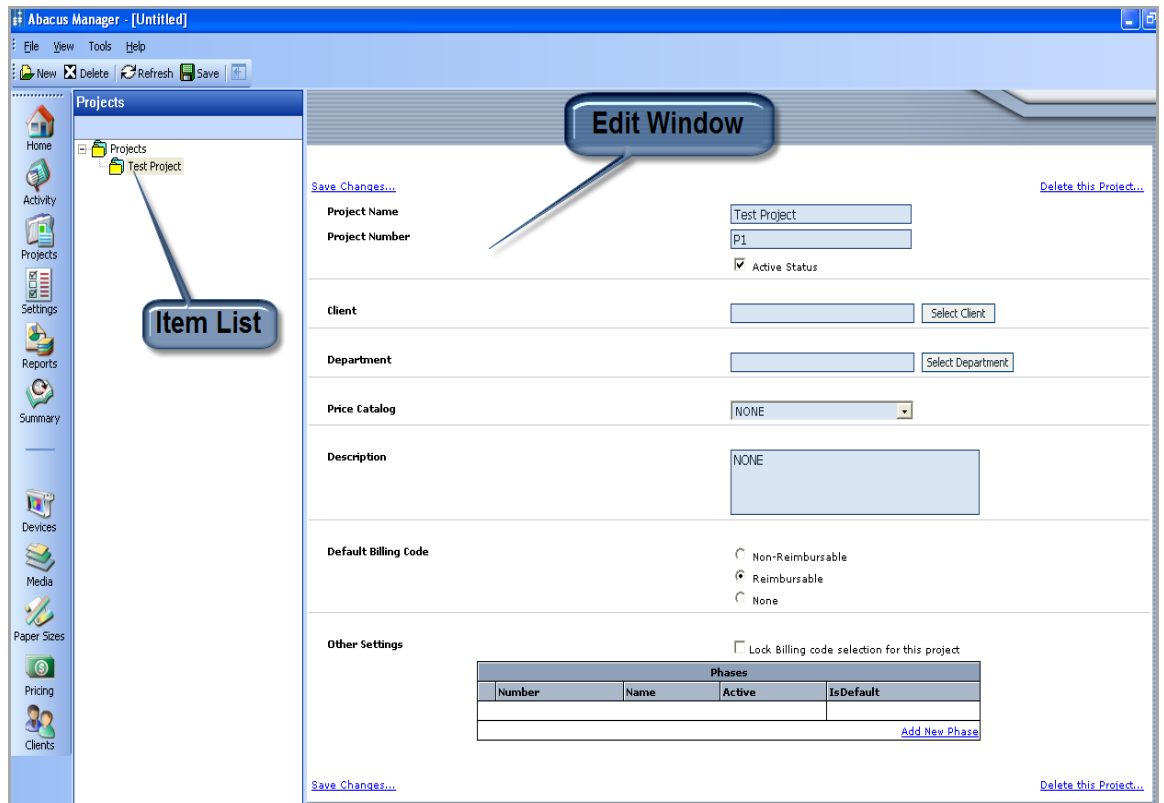 Abacus Manager - [Untitled]
File View Tools Help
New Delete Refresh Save
Home
Activity
Projects
Settings
Reports
Summary
Devices
Media
Paper Sizes
Pricing
Clients
Projects
Projects
Test Project
Item List
Edit Window
Save Changes... Delete this Project...
Project Name Test Project
Project Number P1
Active Status
Client Select Client
Department Select Department
Price Catalog NONE
Description NONE
Default Billing Code Non-Reimbursable
Reimbursable
None
Other Settings Lock Billing code selection for this project
Phases
Number Name Active IsDefault
Add New Phase
Save Changes... Delete this Project...